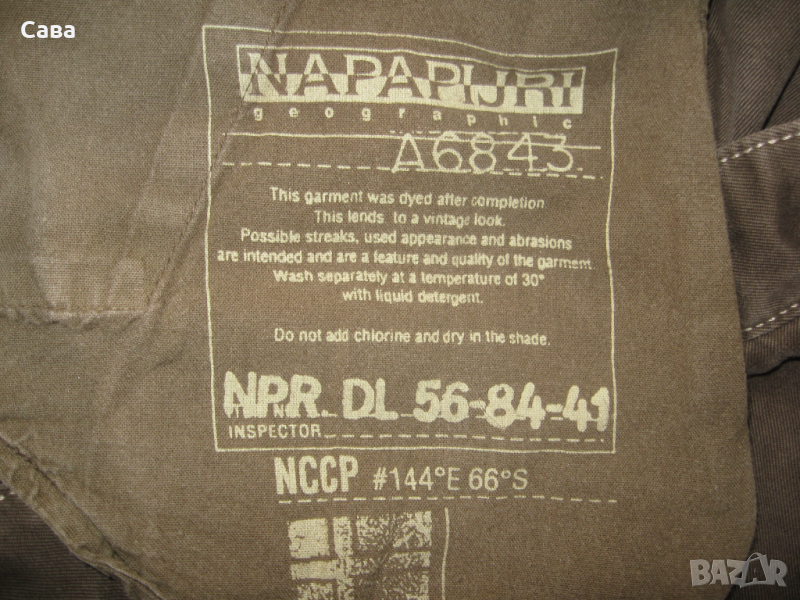 Сава
NAPAPIJRI
geographic
A6843
This garment was dyed after completion
This lends to a vintage look.
Possible streaks, used appearance and abrasions
are intended and are a feature and quality of the garment.
Wash separately at a temperature of 30°
with liquid detergent.
Do not add chlorine and dry in the shade.
NPR. DL 56-84-41
INSPECTOR
NCCP #144°E 66°S
BAZAR